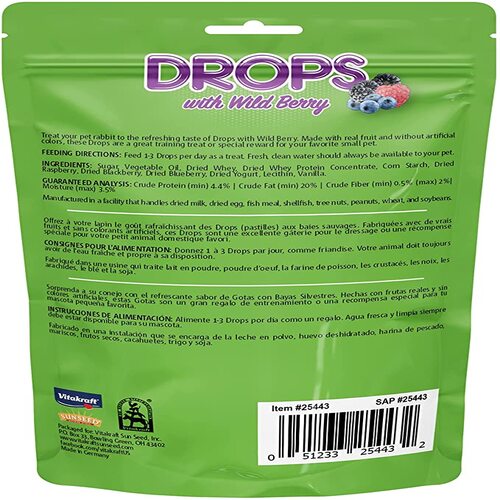 DROPS
with Wild Berry
Treat your pet rabbit to the refreshing taste of Drops with Wild Berry. Made with real fruit and without artificial
colors, these Drops are a great training treat or special reward for your favorite small pet.
FEEDING DIRECTIONS: Feed 1-3 Drops per day as a treat. Fresh, clean water should always be available to your pet.
INGREDIENTS: Sugar, Vegetable Oil, Dried Whey, Dried Whey Protein Concentrate, Corn Starch, Dried
Raspberry, Dried Blackberry, Dried Blueberry, Dried Yogurt, Lecithin, Vanilla.
GUARANTEED ANALYSIS: Crude Protein (min) 4.4% | Crude Fat (min) 20% | Crude Fiber (min) 0.5% (max) 2%|
Moisture (max) 3.5%
Manufactured in a facility that handles dried milk, dried egg, fish meal, shellfish, tree nuts, peanuts, wheat, and soybeans.
Offrez à votre lapin le goût rafraîchissant des Drops (pastilles) aux baies sauvages. Fabriquées avec de vrais
fruits et sans colorants artificiels, ces Drops sont une excellente gâterie pour le dressage ou une récompense
spéciale pour votre petit animal domestique favori.
CONSIGNES POUR L'ALIMENTATION: Donnez 1 à 3 Drops par jour, comme friandise. Votre animal doit toujours
avoir de l'eau fraîche et propre à sa disposition.
Fabriqué dans une usine qui traite lait en poudre, poudre d'oeuf, la farine de poisson, les crustacés, les noix, les
arachides, le blé et la soja.
Sorprenda a su conejo con el refrescante sabor de Gotas con Bayas Silvestres. Hechas con frutas reales y sin
colores artificiales, estas Gotas son un gran regalo de entrenamiento o una recompensa especial para tu
mascota pequeña favorita.
INSTRUCCIONES DE ALIMENTACIÓN: Alimente 1-3 Drops por día como un regalo. Agua fresca y limpia siempre
debe estar disponible para su mascota.
Fabricado en una instalación que se encarga de la leche en polvo, huevo deshidratado, harina de pescado,
mariscos, frutos secos, cacahuetes, trigo y soja.
Vitakraft
SUNSEED
Packaged for: Vitakraft Sun Seed, Inc.
P.O. Box 33, Bowling Green, OH 43402
www.vitakraftsunseed.com
facebook.com/vitakraftUS
Made in Germany
Item #25443
SAP #25443
0 51233 25443 2